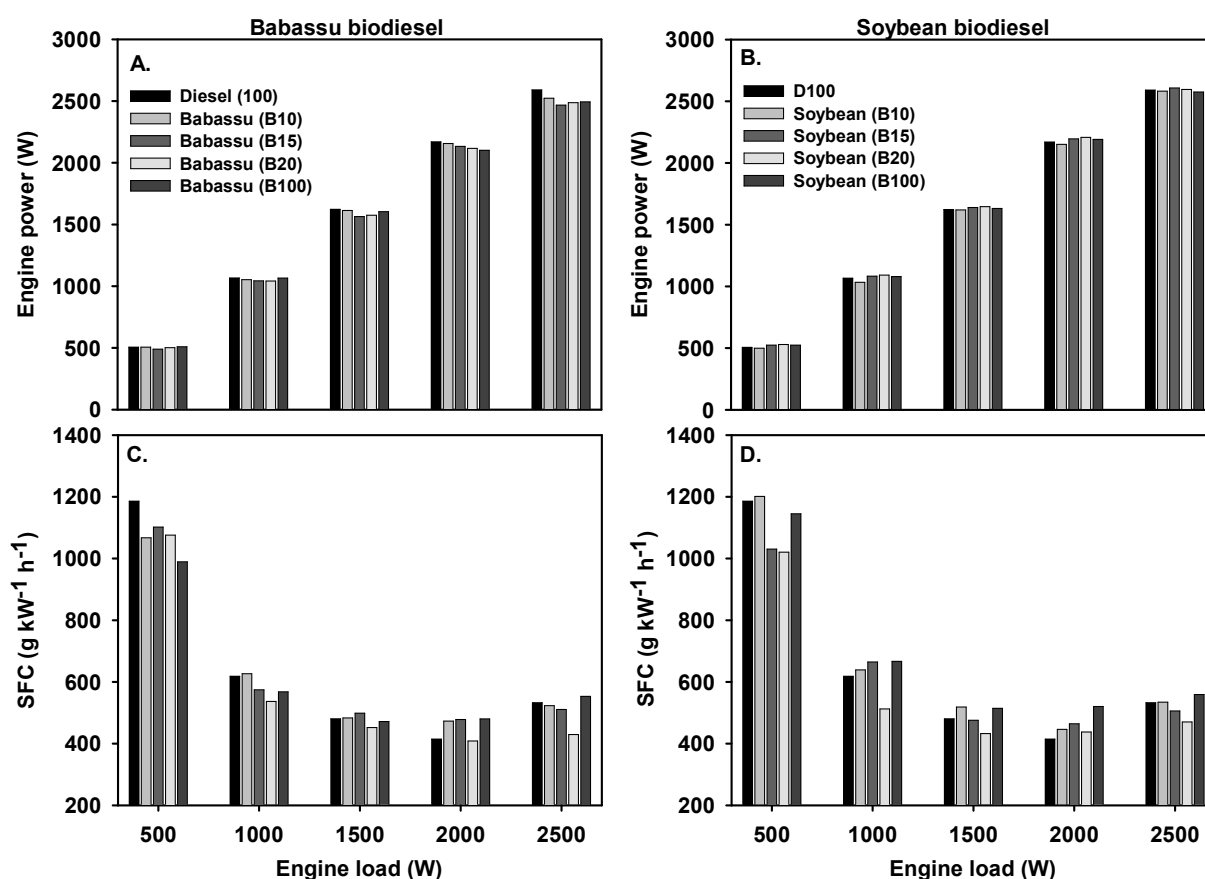 Babassu biodiesel
Soybean biodiesel
A.
Diesel (100)
Babassu (B10)
Babassu (B15)
Babassu (B20)
Babassu (B100)
Engine power (W)
3000
2500
2000
1500
1000
500
0
B.
D100
Soybean (B10)
Soybean (B15)
Soybean (B20)
Soybean (B100)
Engine power (W)
3000
2500
2000
1500
1000
500
0
C.
SFC (g kW⁻¹ h⁻¹)
1400
1200
1000
800
600
400
200
500 1000 1500 2000 2500
Engine load (W)
D.
SFC (g kW⁻¹ h⁻¹)
1400
1200
1000
800
600
400
200
500 1000 1500 2000 2500
Engine load (W)